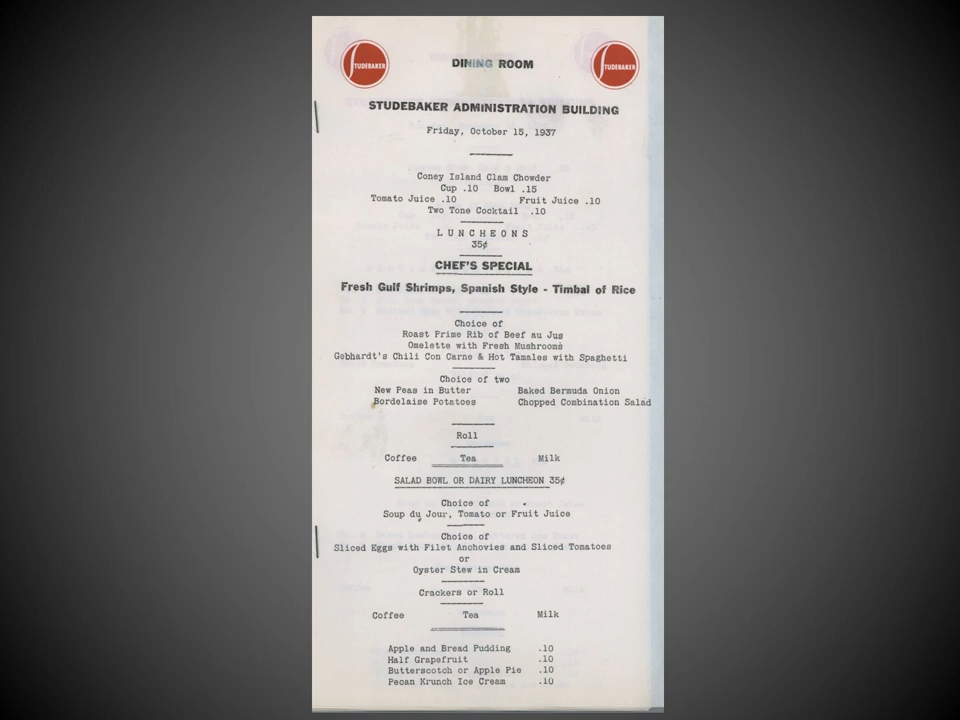 STUDEBAKER
STUDEBAKER
DINING ROOM
STUDEBAKER ADMINISTRATION BUILDING
Friday, October 15, 1937
Coney Island Clam Chowder
Cup .10 Bowl .15
Tomato Juice .10 Fruit Juice .10
Two Tone Cocktail .10
L U N C H E O N S
35¢
CHEF'S SPECIAL
Fresh Gulf Shrimps, Spanish Style - Timbal of Rice
Choice of
Roast Prime Rib of Beef au Jus
Omelette with Fresh Mushrooms
Gebhardt's Chili Con Carne & Hot Tamales with Spaghetti
Choice of two
New Peas in Butter Baked Bermuda Onion
Bordelaise Potatoes Chopped Combination Salad
Roll
Coffee Tea Milk
SALAD BOWL OR DAIRY LUNCHEON 35¢
Choice of
Soup du Jour, Tomato or Fruit Juice
Choice of
Sliced Eggs with Filet Anchovies and Sliced Tomatoes
or
Oyster Stew in Cream
Crackers or Roll
Coffee Tea Milk
Apple and Bread Pudding .10
Half Grapefruit .10
Butterscotch or Apple Pie .10
Pecan Krunch Ice Cream .10